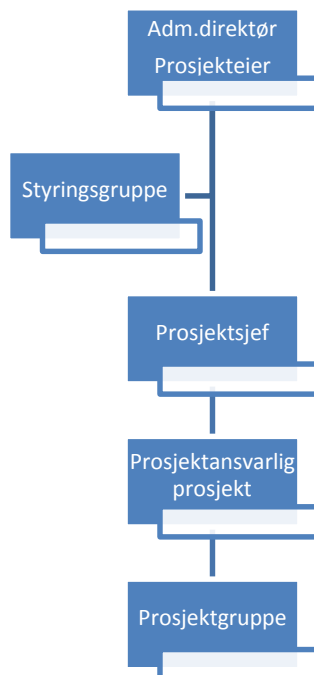 Adm.direktør
Prosjekteier
Styringsgruppe
Prosjektsjef
Prosjektansvarlig
prosjekt
Prosjektgruppe